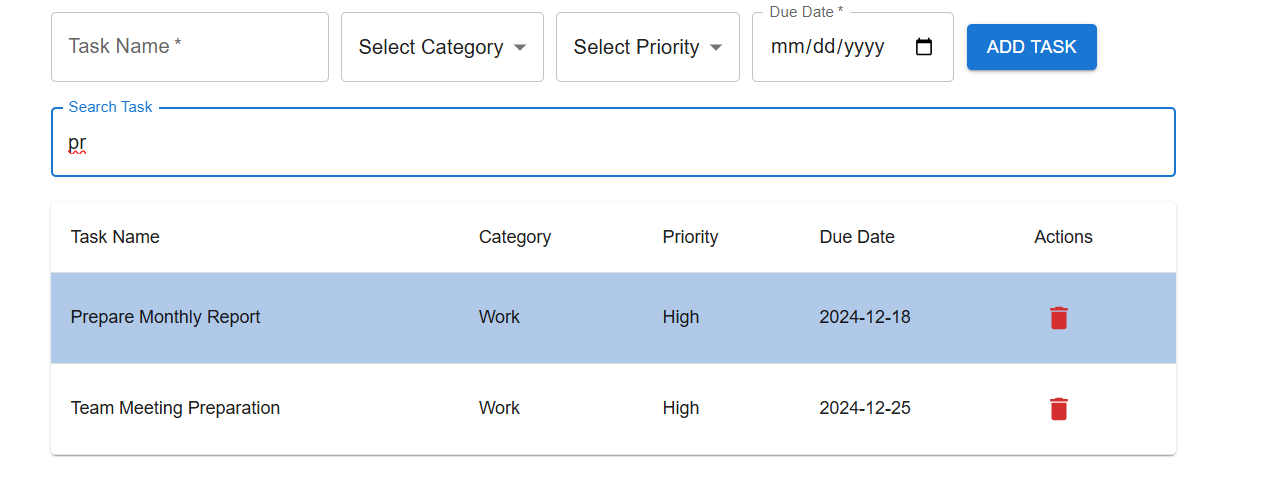 Due Date *
Task Name * Select Category Select Priority mm/dd/yyyy ADD TASK
Search Task
pr
Task Name Category Priority Due Date Actions
Prepare Monthly Report Work High 2024-12-18
Team Meeting Preparation Work High 2024-12-25